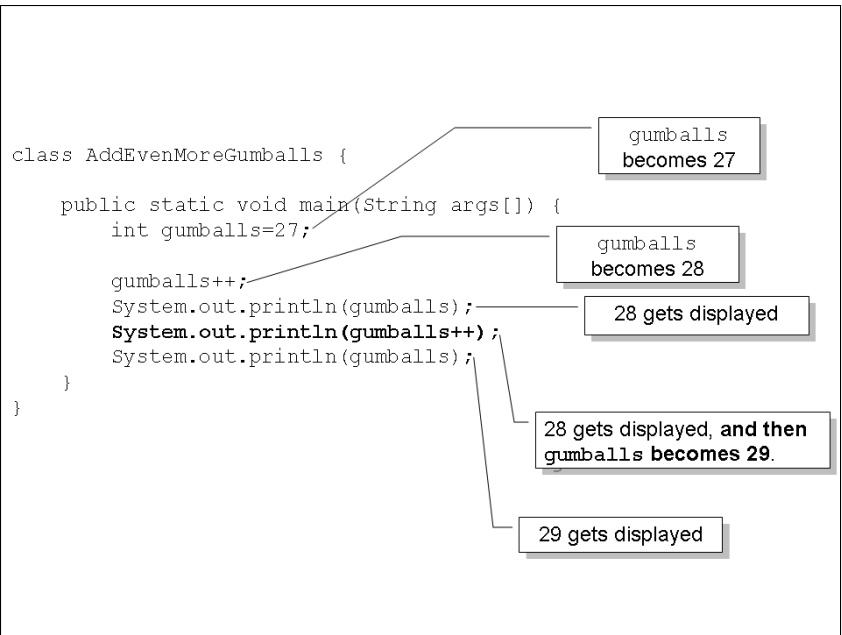 class AddEvenMoreGumballs {
public static void main(String args[]) {
int gumballs=27;
gumballs++;
System.out.println(gumballs);
System.out.println(gumballs++);
System.out.println(gumballs);
}
}
gumballs
becomes 27
gumballs
becomes 28
28 gets displayed
28 gets displayed, and then
gumballs becomes 29.
29 gets displayed